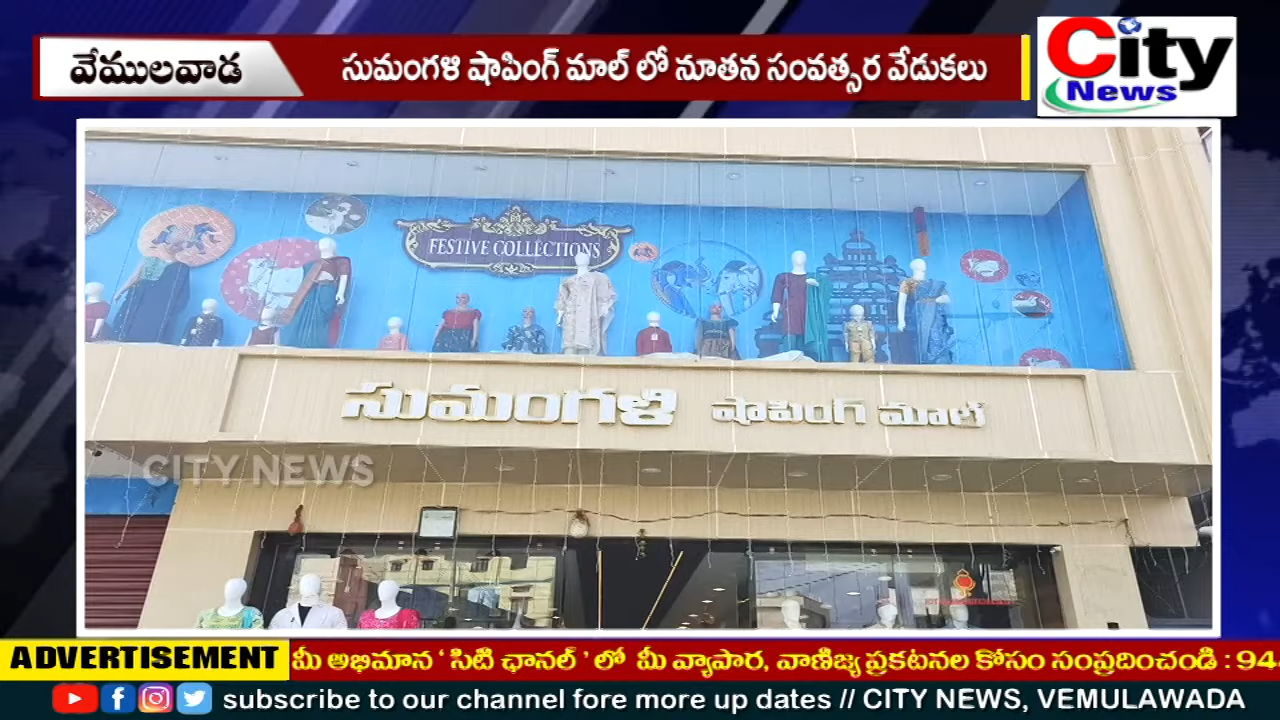 వేములవాడ
సుమంగళి షాపింగ్ మాల్ లో నూతన సంవత్సర వేడుకలు
City News
FESTIVE COLLECTIONS
సుమంగళి షాపింగ్ మాల్
CITY NEWS
ADVERTISEMENT
మీ అభిమాన ' సిటి ఛానల్ ' లో మీ వ్యాపార, వాణిజ్య ప్రకటనల కోసం సంప్రదించండి : 94
subscribe to our channel fore more up dates // CITY NEWS, VEMULAWADA